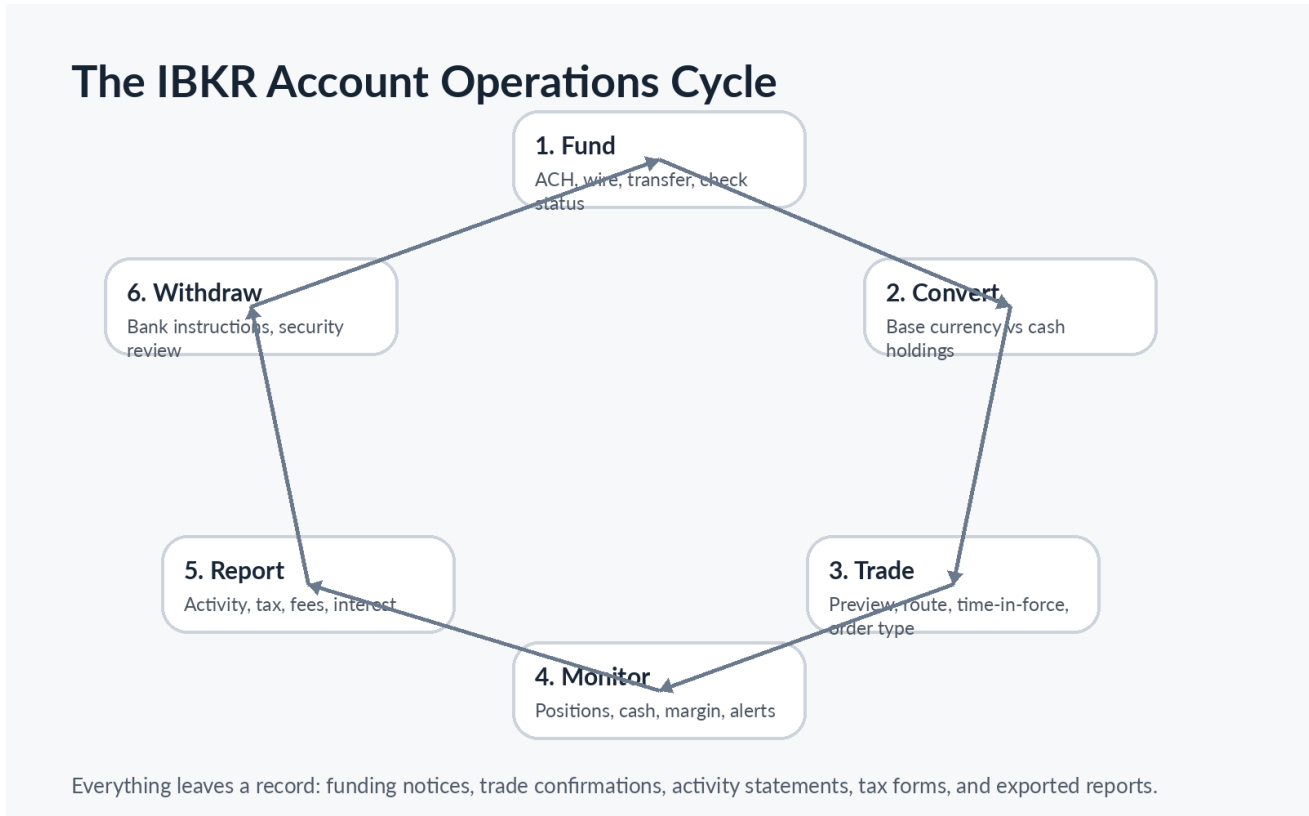 The IBKR Account Operations Cycle
1. Fund
ACH, wire, transfer, check
status
2. Convert
Base currency vs cash
holdings
3. Trade
Preview, route, time-in-force,
order type
4. Monitor
Positions, cash, margin, alerts
5. Report
Activity, tax, fees, interest
6. Withdraw
Bank instructions, security
review
Everything leaves a record: funding notices, trade confirmations, activity statements, tax forms, and exported reports.